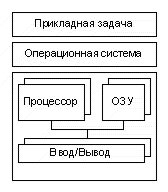 Прикладная задача
Операционная система
Процессор
ОЗУ
Ввод/Вывод